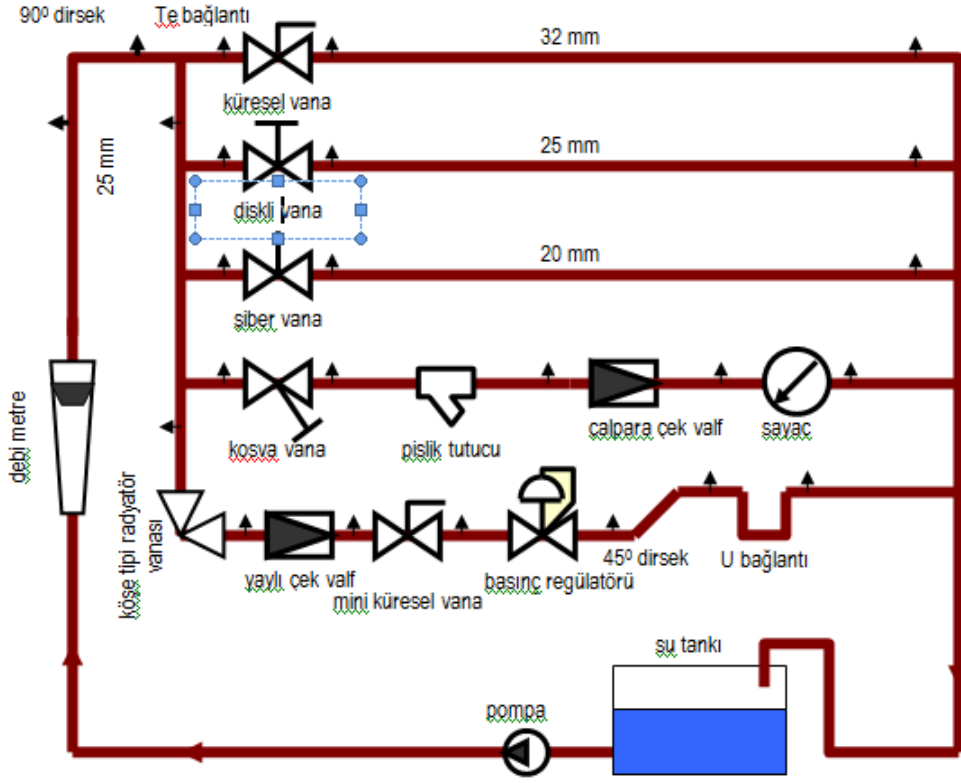 90⁰ dirsek
Te bağlantı
32 mm
küresel vana
25 mm
25 mm
diskli vana
20 mm
şiber vana
debi metre
kosva vana
pislik tutucu
çalpara çek valf
sayaç
köşe tipi radyatör
vanası
yaylı çek valf
mini küresel vana
basınç regülatörü
45⁰ dirsek
U bağlantı
su tankı
pompa